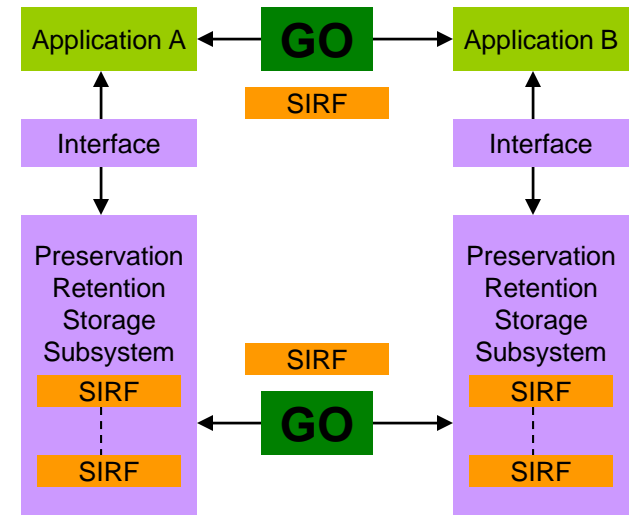 Application A
GO
Application B
SIRF
Interface
Interface
Preservation
Retention
Storage
Subsystem
SIRF
SIRF
SIRF
GO
Preservation
Retention
Storage
Subsystem
SIRF
SIRF